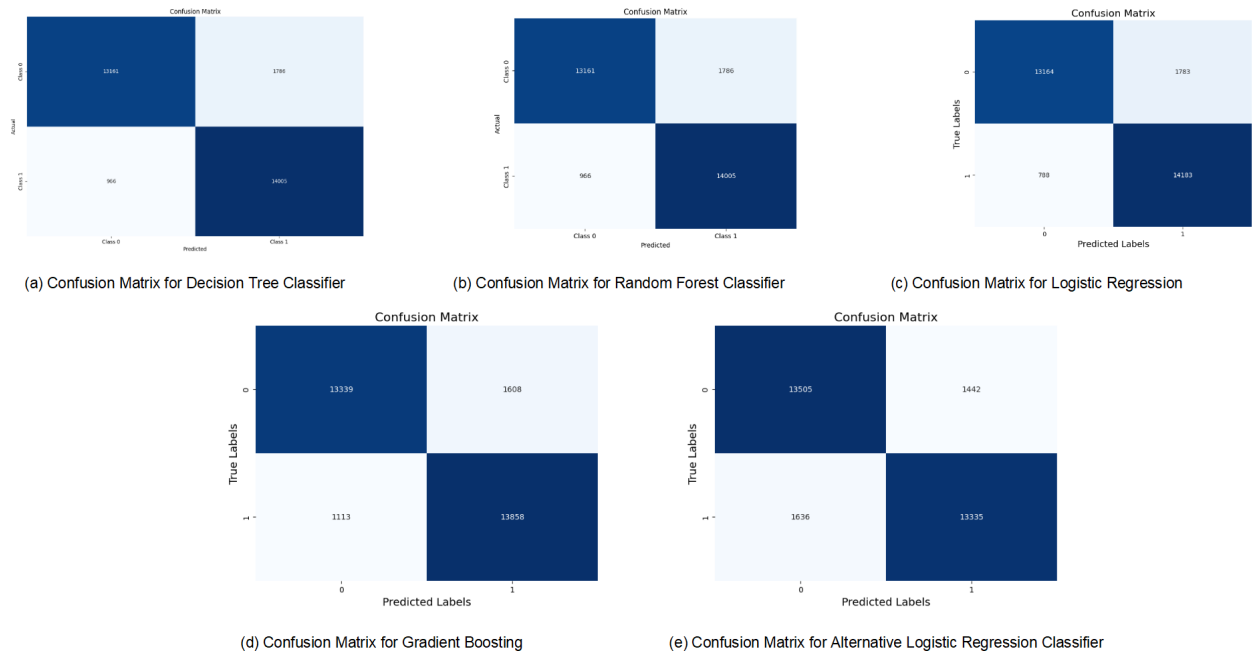 Confusion Matrix
Class 0
13161
1786
Actual
Class 1
966
14005
Class 0
Class 1
Predicted
(a) Confusion Matrix for Decision Tree Classifier
Confusion Matrix
Class 0
13161
1786
Actual
Class 1
966
14005
Class 0
Class 1
Predicted
(b) Confusion Matrix for Random Forest Classifier
Confusion Matrix
0
13164
1783
True Labels
1
788
14183
0
1
Predicted Labels
(c) Confusion Matrix for Logistic Regression
Confusion Matrix
0
13339
1608
True Labels
1
1113
13858
0
1
Predicted Labels
(d) Confusion Matrix for Gradient Boosting
Confusion Matrix
0
13505
1442
True Labels
1
1636
13335
0
1
Predicted Labels
(e) Confusion Matrix for Alternative Logistic Regression Classifier